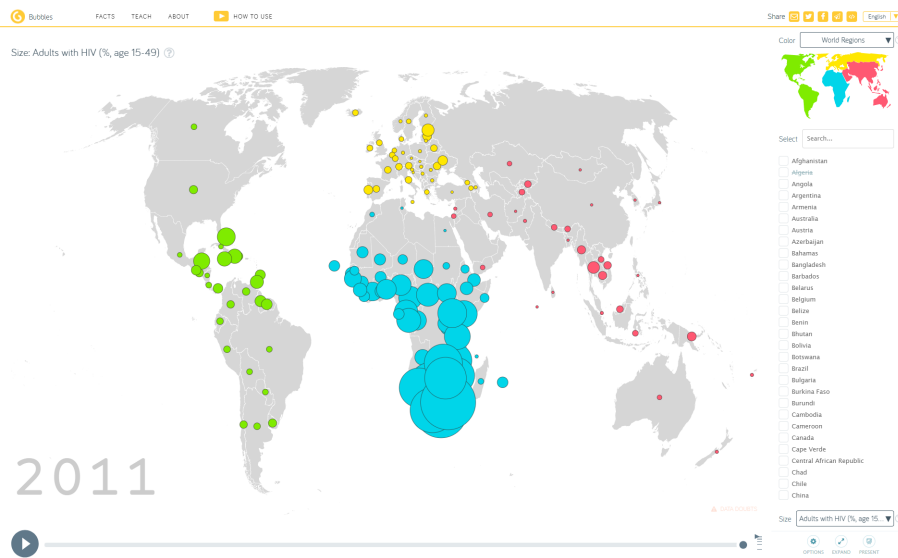 Bubbles
FACTS
TEACH
ABOUT
HOW TO USE
Share
English
Size: Adults with HIV (%, age 15-49)
Color
World Regions
Select
Search...
Afghanistan
Algeria
Angola
Argentina
Armenia
Australia
Austria
Azerbaijan
Bahamas
Bangladesh
Barbados
Belarus
Belgium
Belize
Benin
Bhutan
Bolivia
Botswana
Brazil
Bulgaria
Burkina Faso
Burundi
Cambodia
Cameroon
Canada
Cape Verde
Central African Republic
Chad
Chile
China
2011
DATA DOUBTS
Size
Adults with HIV (%, age 15...
OPTIONS
EXPAND
PRESENT